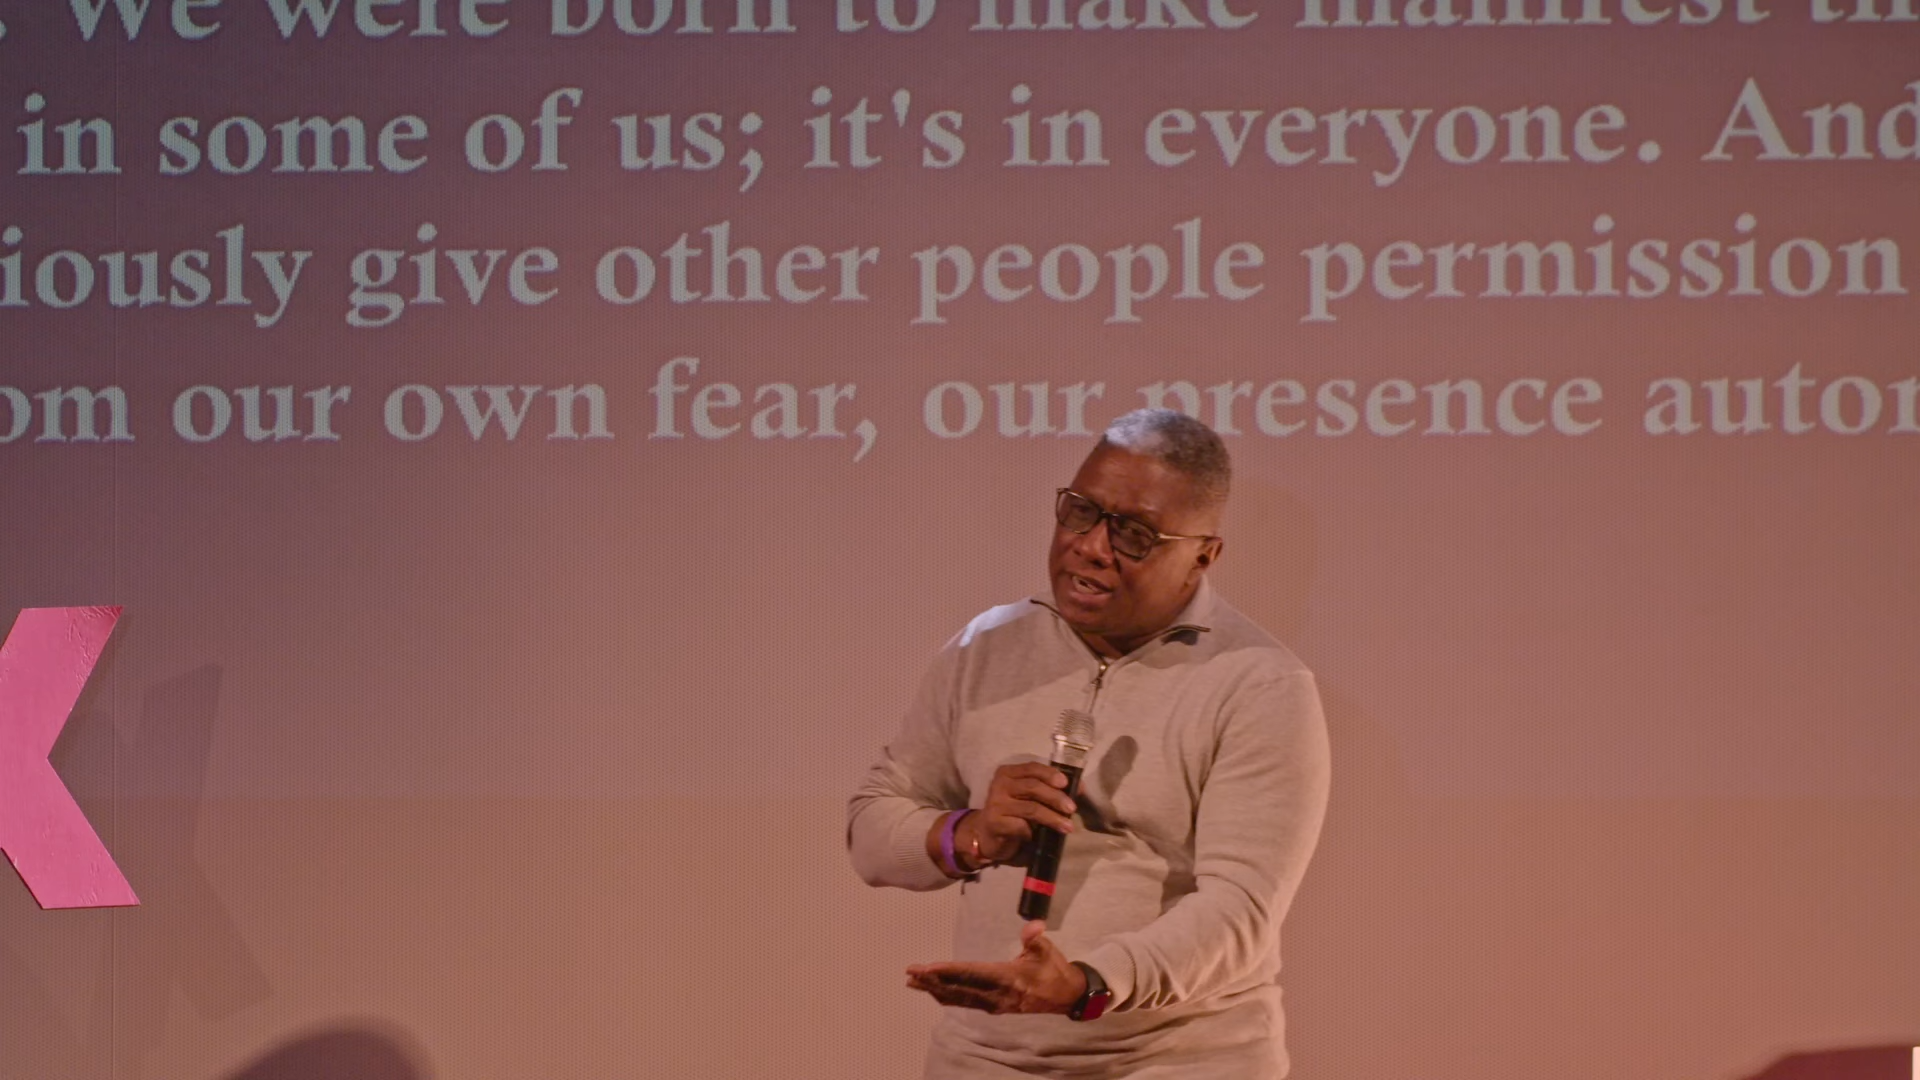 . We were born to make manifest th
in some of us; it's in everyone. And
iously give other people permission
om our own fear, our presence autom